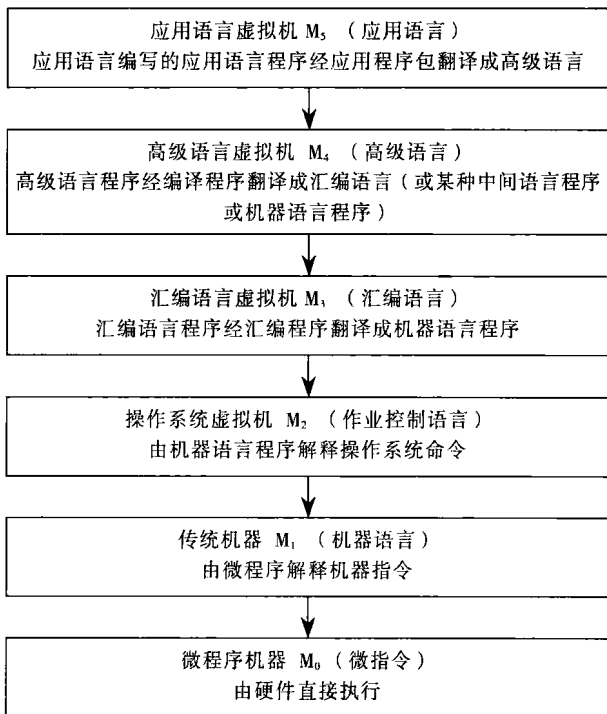 应用语言虚拟机 M₅ （应用语言）
应用语言编写的应用语言程序经应用程序包翻译成高级语言
高级语言虚拟机 M₄ （高级语言）
高级语言程序经编译程序翻译成汇编语言（或某种中间语言程序
或机器语言程序）
汇编语言虚拟机 M₃ （汇编语言）
汇编语言程序经汇编程序翻译成机器语言程序
操作系统虚拟机 M₂ （作业控制语言）
由机器语言程序解释操作系统命令
传统机器 M₁ （机器语言）
由微程序解释机器指令
微程序机器 M₀（微指令）
由硬件直接执行